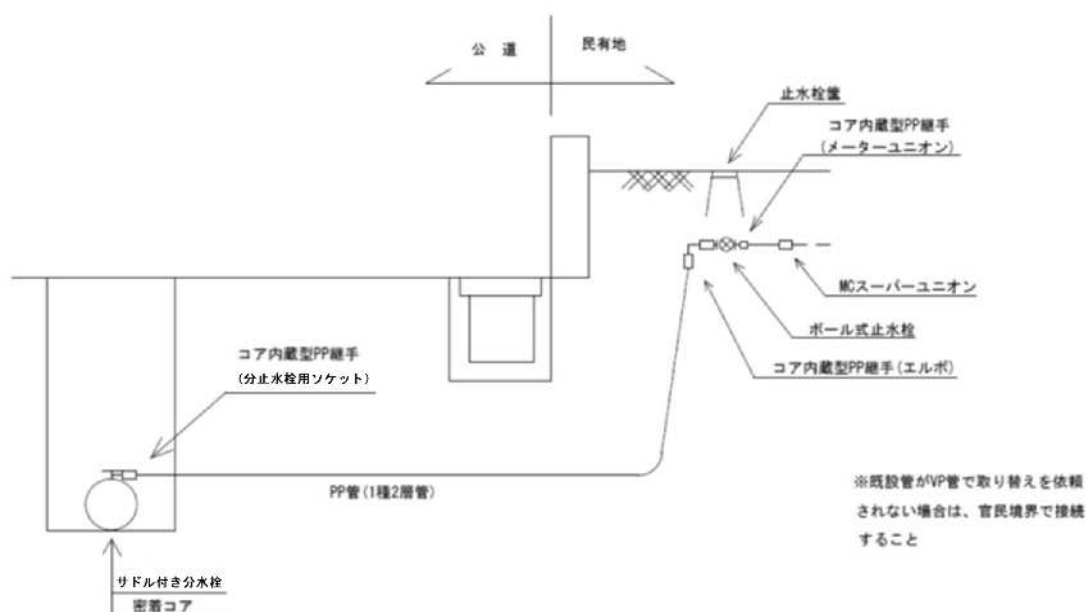 公 道
民有地
止水栓筐
コア内蔵型PP継手
(メーターユニオン)
MCスーパーユニオン
ボール式止水栓
コア内蔵型PP継手(エルボ)
コア内蔵型PP継手
(分止水栓用ソケット)
PP管(1種2層管)
※既設管がVP管で取り替えを依頼
されない場合は、官民境界で接続
すること
サドル付き分水栓
密着コア